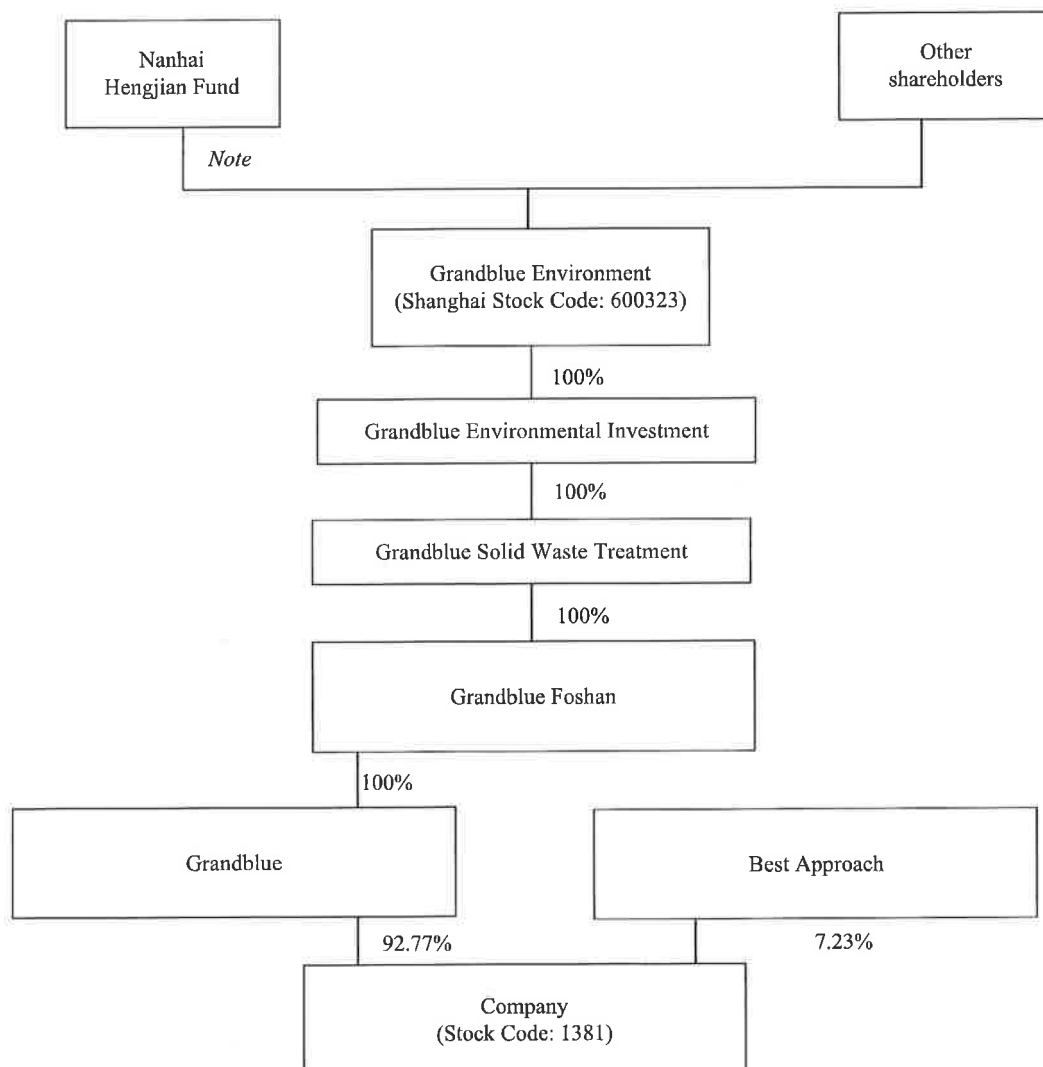 Nanhai
Hengjian Fund
Other
shareholders
Note
Grandblue Environment
(Shanghai Stock Code: 600323)
100%
Grandblue Environmental Investment
100%
Grandblue Solid Waste Treatment
100%
Grandblue Foshan
100%
Grandblue
Best Approach
92.77%
7.23%
Company
(Stock Code: 1381)